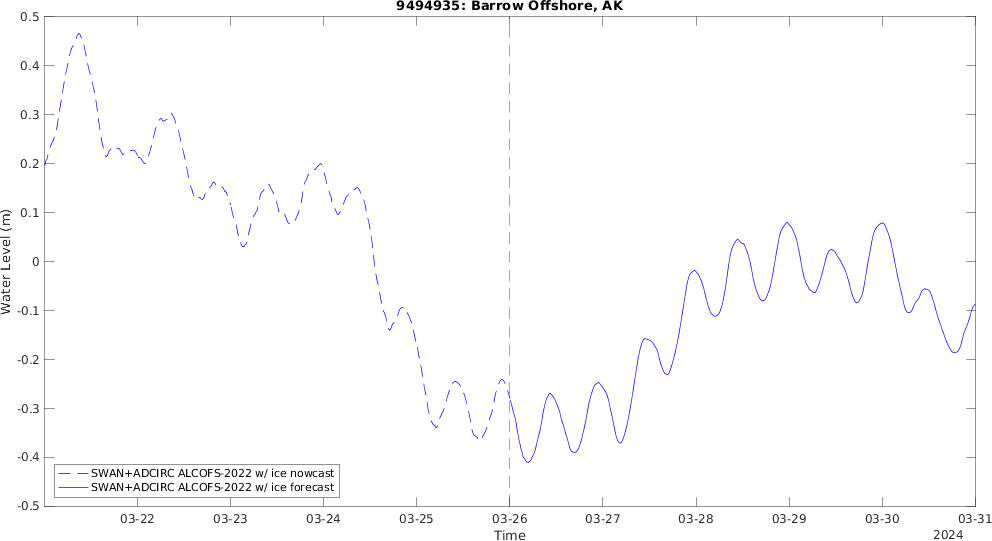 9494935: Barrow Offshore, AK
0.5
0.4
0.3
0.2
0.1
0
-0.1
-0.2
-0.3
-0.4
-0.5
Water Level (m)
SWAN+ADCIRC ALCOFS-2022 w/ ice nowcast
SWAN+ADCIRC ALCOFS-2022 w/ ice forecast
03-22 03-23 03-24 03-25 03-26 03-27 03-28 03-29 03-30 03-31
Time
2024